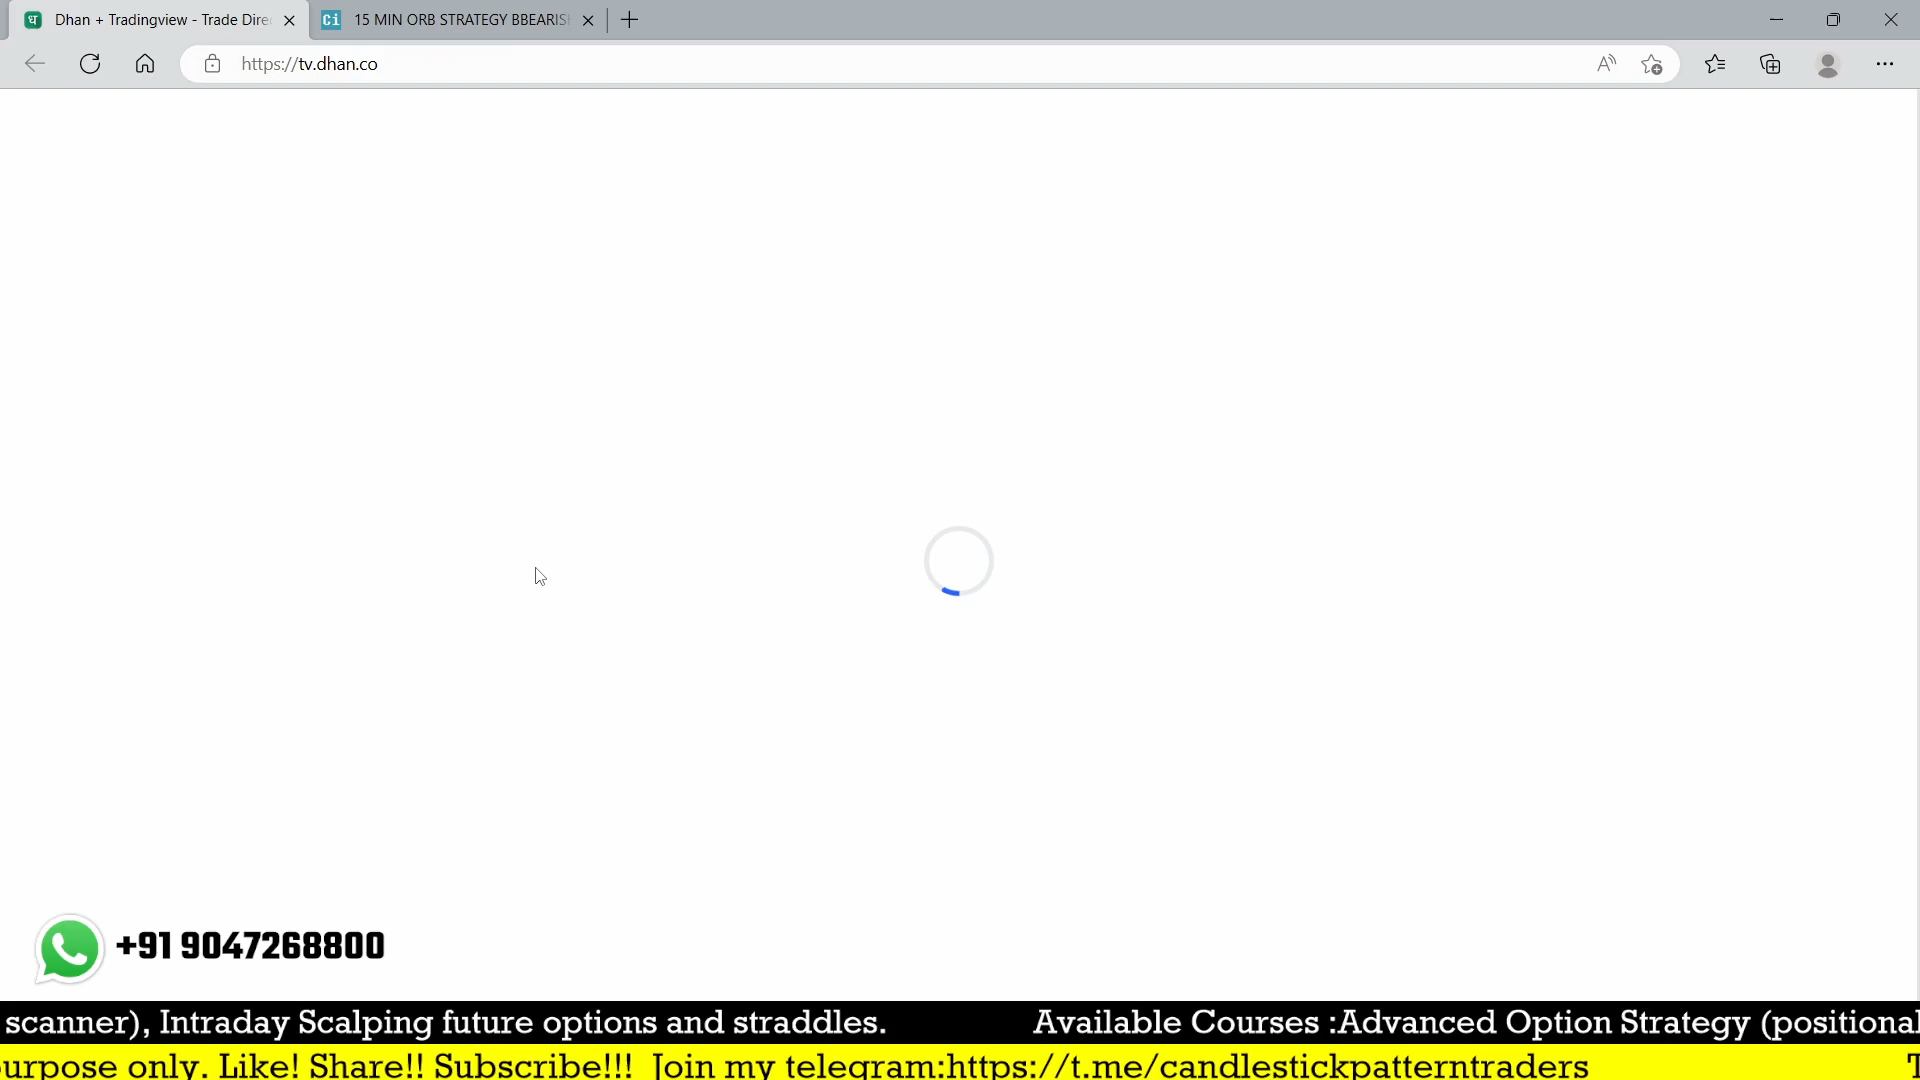 Dhan + Tradingview - Trade Dire
Ci 15 MIN ORB STRATEGY BBEARIS
https://tv.dhan.co
+91 9047268800
scanner), Intraday Scalping future options and straddles. Available Courses :Advanced Option Strategy (positional
urpose only. Like! Share!! Subscribe!!! Join my telegram:https://t.me/candlestickpatterntraders